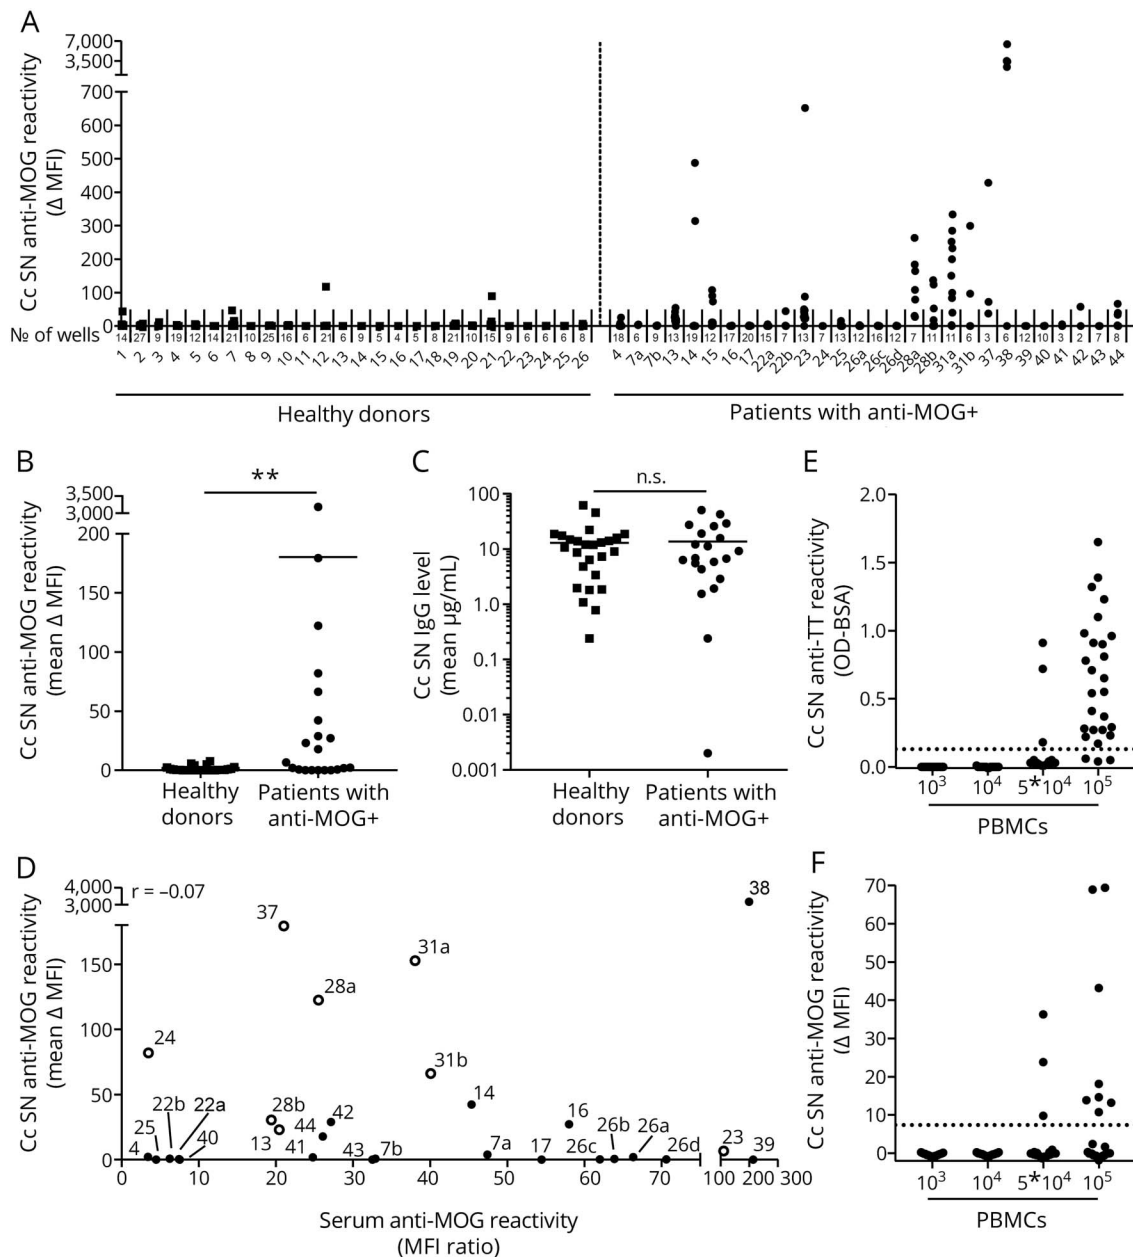 A
Cc SN anti-MOG reactivity
(Δ MFI)
7,000
3,500
700
600
500
400
300
200
100
0
№ of wells
14 27 9 19 12 14 21 10 25 16 6 21 6 9 5 4 5 8 21 10 15 9 6 6 6 8
1 2 3 4 5 6 7 8 9 10 11 12 13 14 15 16 17 18 19 20 21 22 23 24 25 26
18 6 9 13 19 12 17 20 15 7 13 7 13 12 16 12 7 11 11 6 3 6 12 10 3 2 7 8
4 7a 7b 13 14 15 16 17 22a 22b 23 24 25 26a 26c 26d 28a 28b 31a 31b 37 38 39 40 41 42 43 44
Healthy donors
Patients with anti-MOG+
B
Cc SN anti-MOG reactivity
(mean Δ MFI)
3,500
3,000
200
150
100
50
0
**
Healthy
donors
Patients with
anti-MOG+
C
Cc SN IgG level
(mean μg/mL)
100
10
1.0
0.1
0.01
0.001
n.s.
Healthy
donors
Patients with
anti-MOG+
E
Cc SN anti-TT reactivity
(OD-BSA)
2.0
1.5
1.0
0.5
0.0
10³ 10⁴ 5*10⁴ 10⁵
PBMCs
D
Cc SN anti-MOG reactivity
(mean Δ MFI)
4,000
3,000
150
100
50
0
r = –0.07
37
38
31a
28a
24
31b
14
22b
22a
28b
42
16
25
40
44
26b
26a
23
4
13
41
43
7b
7a
17
26c
26d
39
0 10 20 30 40 50 60 70 100 200 300
Serum anti-MOG reactivity
(MFI ratio)
F
Cc SN anti-MOG reactivity
(Δ MFI)
70
60
50
40
30
20
10
0
10³ 10⁴ 5*10⁴ 10⁵
PBMCs